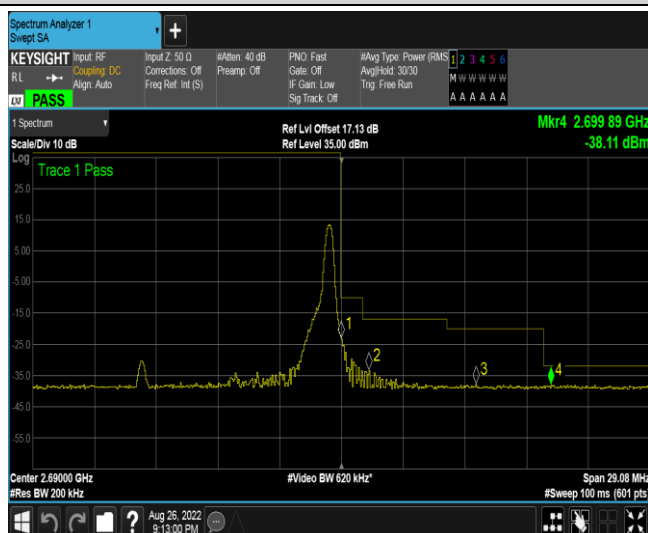 Spectrum Analyzer 1
Swept SA
+
KEYSIGHT
RL
Input: RF
Coupling: DC
Align: Auto
Input Z: 50 Ω
Corrections: Off
Freq Ref: Int (S)
#Atten: 40 dB
Preamp: Off
PNO: Fast
Gate: Off
IF Gain: Low
Sig Track: Off
#Avg Type: Power (RMS
Avg|Hold: 30/30
Trig: Free Run
1 2 3 4 5 6
M W W W W W
A A A A A A
LXI PASS
1 Spectrum
Scale/Div 10 dB
Ref Lvl Offset 17.13 dB
Ref Level 35.00 dBm
Mkr4 2.699 89 GHz
-38.11 dBm
Log
Trace 1 Pass
25.0
15.0
5.00
-5.00
-15.0
-25.0
-35.0
-45.0
-55.0
1
2
3
4
Center 2.69000 GHz
#Res BW 200 kHz
#Video BW 620 kHz*
Span 29.08 MHz
#Sweep 100 ms (601 pts)
?
Aug 26, 2022
9:13:00 PM